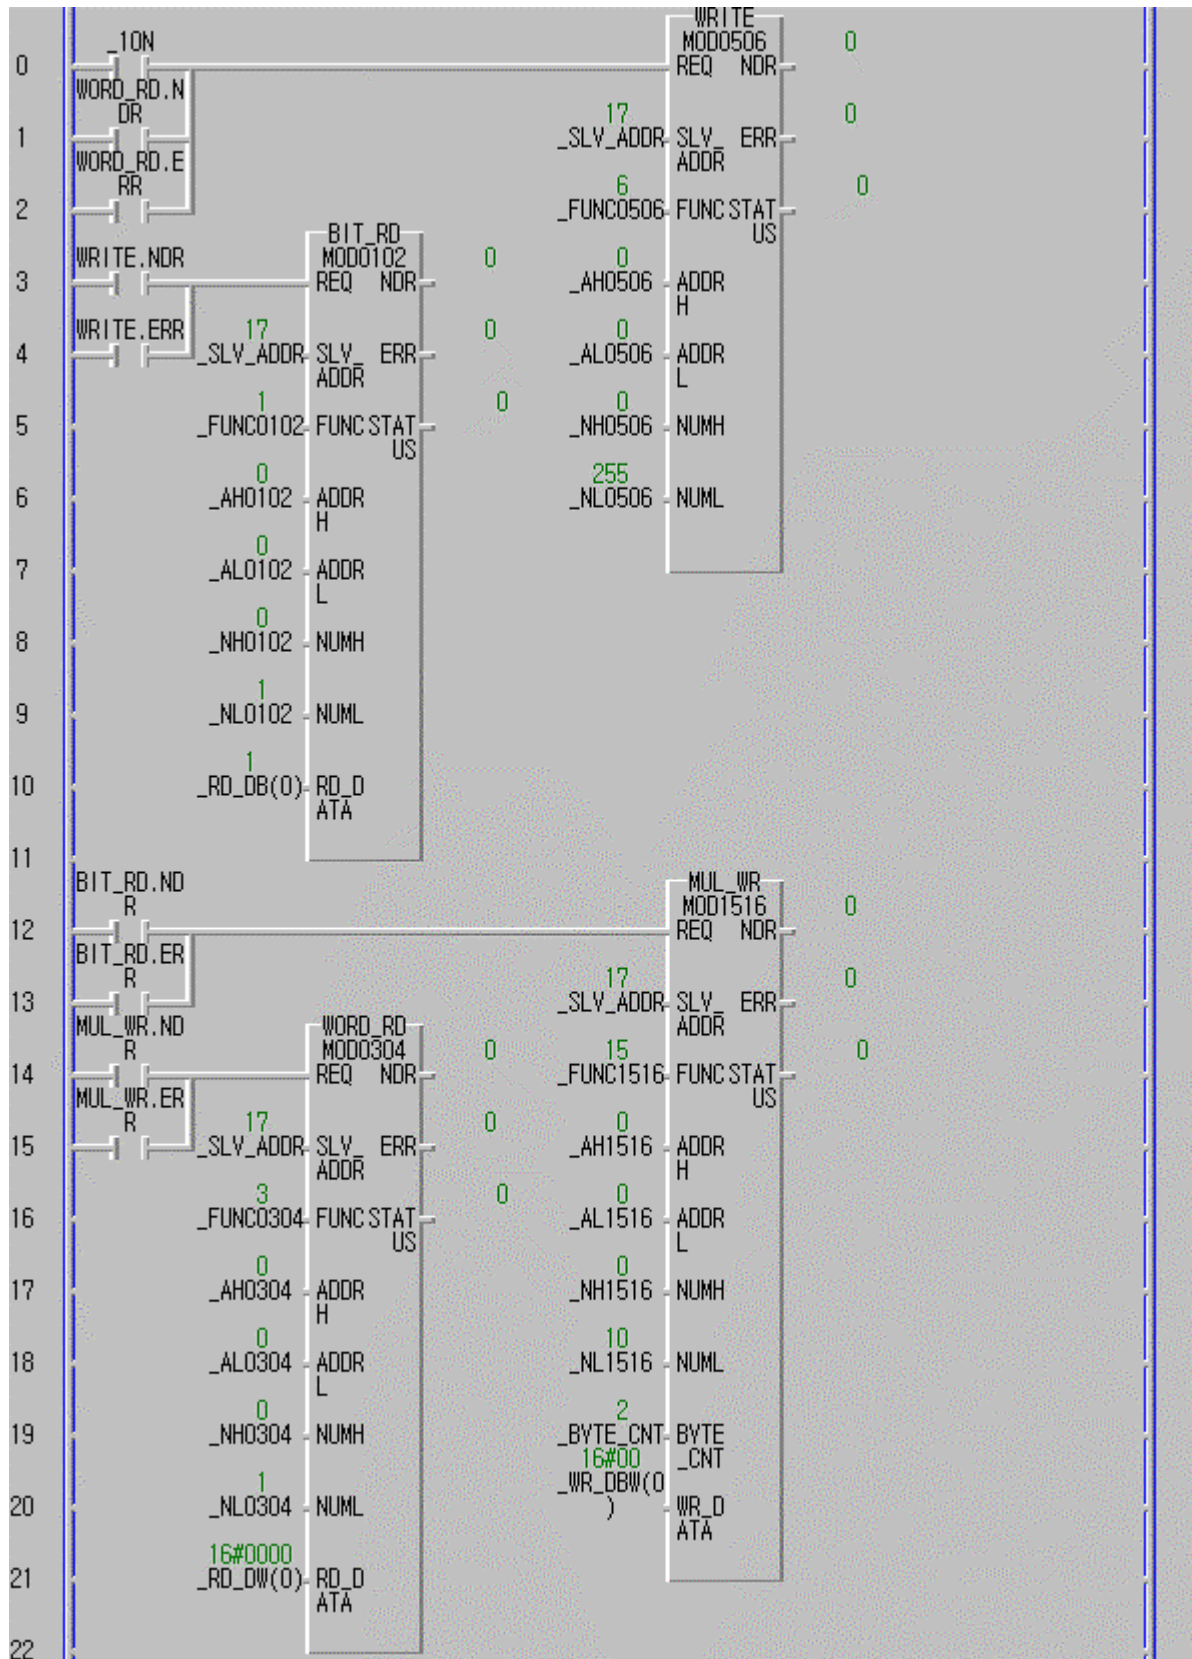 WRITE
_1ON
MOD0506
0
0
REQ NDR
WORD_RD.N
DR
17
0
1
_SLV_ADDR
SLV_ ERR
ADDR
WORD_RD.E
RR
6
0
2
_FUNC0506
FUNC STAT
US
BIT_RD
WRITE.NDR
MOD0102
0
0
3
REQ NDR
_AH0506
ADDR
H
WRITE.ERR
17
0
0
4
_SLV_ADDR
SLV_ ERR
ADDR
_AL0506
ADDR
L
1
0
0
5
_FUNC0102
FUNC STAT
US
_NH0506
NUMH
0
255
6
_AH0102
ADDR
H
_NL0506
NUML
0
7
_AL0102
ADDR
L
0
8
_NH0102
NUMH
1
9
_NL0102
NUML
1
10
_RD_DB(0)
RD_D
ATA
11
BIT_RD.ND
R
MUL_WR
MOD1516
0
12
REQ NDR
BIT_RD.ER
R
17
0
13
_SLV_ADDR
SLV_ ERR
ADDR
MUL_WR.ND
R
WORD_RD
MOD0304
0
15
0
14
REQ NDR
_FUNC1516
FUNC STAT
US
MUL_WR.ER
R
17
0
0
15
_SLV_ADDR
SLV_ ERR
ADDR
_AH1516
ADDR
H
3
0
0
16
_FUNC0304
FUNC STAT
US
_AL1516
ADDR
L
0
0
17
_AH0304
ADDR
H
_NH1516
NUMH
0
10
18
_AL0304
ADDR
L
_NL1516
NUML
0
2
19
_NH0304
NUMH
_BYTE_CNT
BYTE
_CNT
16#00
1
_WR_DBW(0
)
20
_NL0304
NUML
WR_D
ATA
16#0000
21
_RD_DW(0)
RD_D
ATA
22